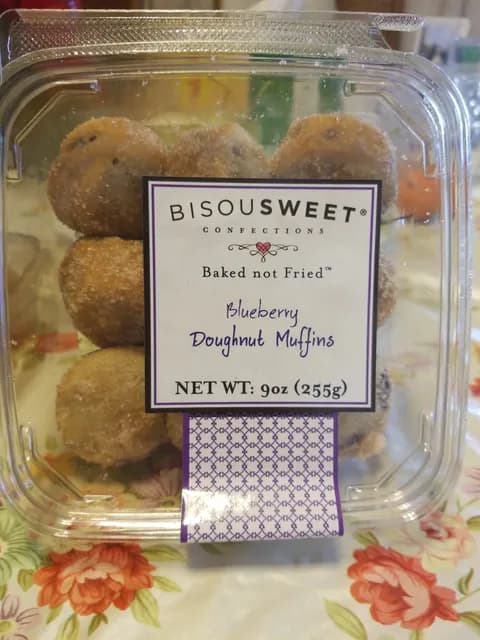 BISOUSWEET®
CONFECTIONS
Baked not Fried™
Blueberry
Doughnut Muffins
NET WT: 9oz (255g)